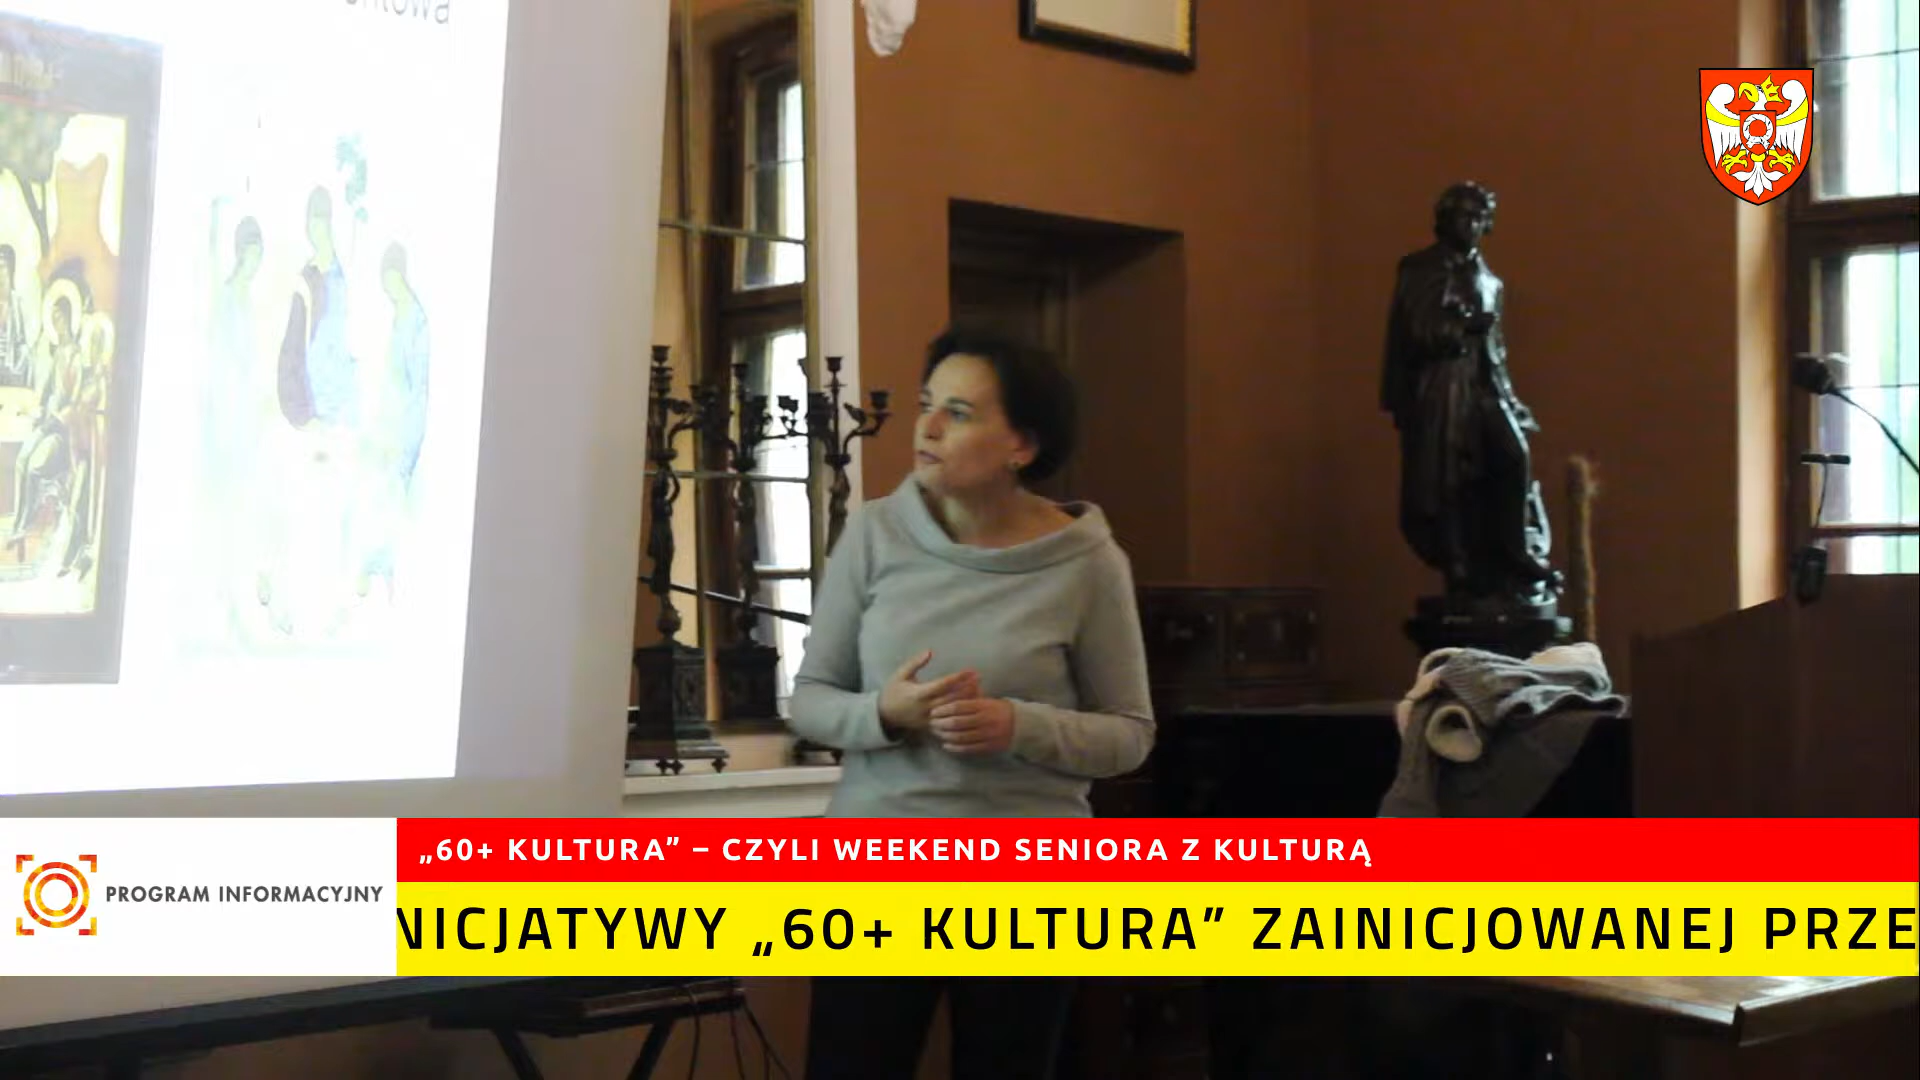 „60+ KULTURA” – CZYLI WEEKEND SENIORA Z KULTURĄ
PROGRAM INFORMACYJNY
NICJATYWY „60+ KULTURA” ZAINICJOWANEJ PRZE